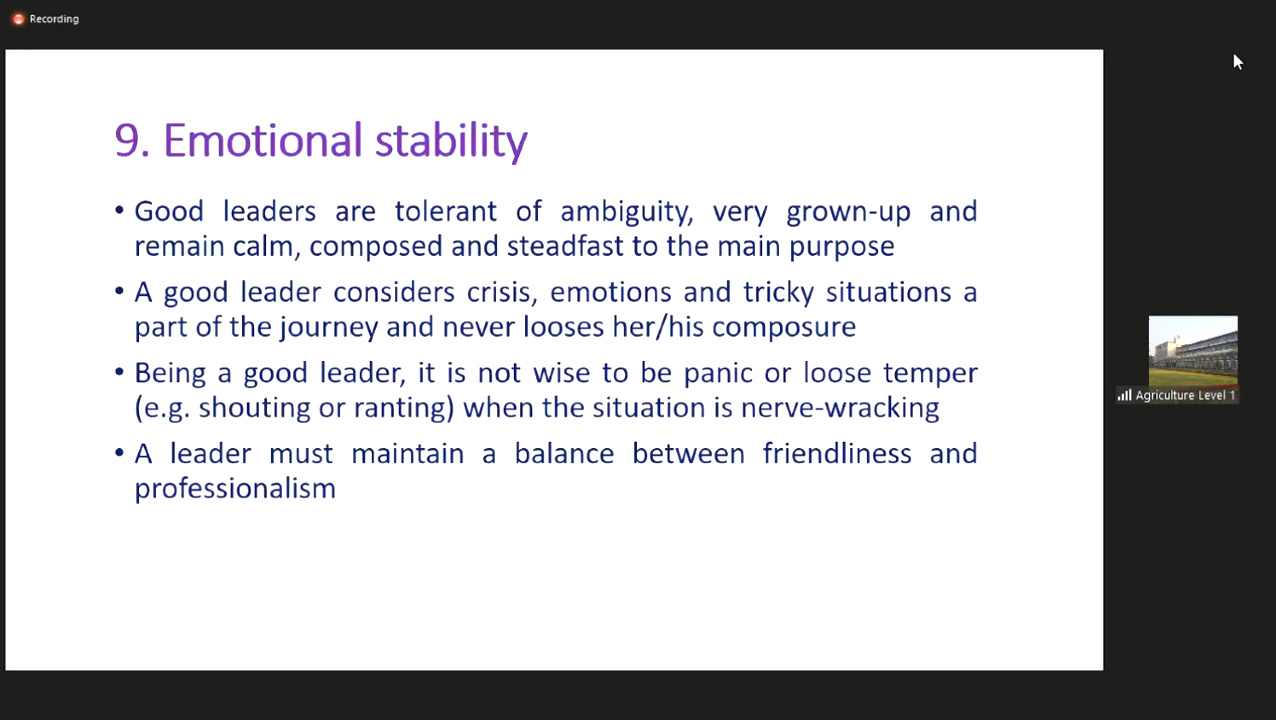 Recording
9. Emotional stability
• Good leaders are tolerant of ambiguity, very grown-up and
remain calm, composed and steadfast to the main purpose
• A good leader considers crisis, emotions and tricky situations a
part of the journey and never looses her/his composure
• Being a good leader, it is not wise to be panic or loose temper
(e.g. shouting or ranting) when the situation is nerve-wracking
• A leader must maintain a balance between friendliness and
professionalism
Agriculture Level 1